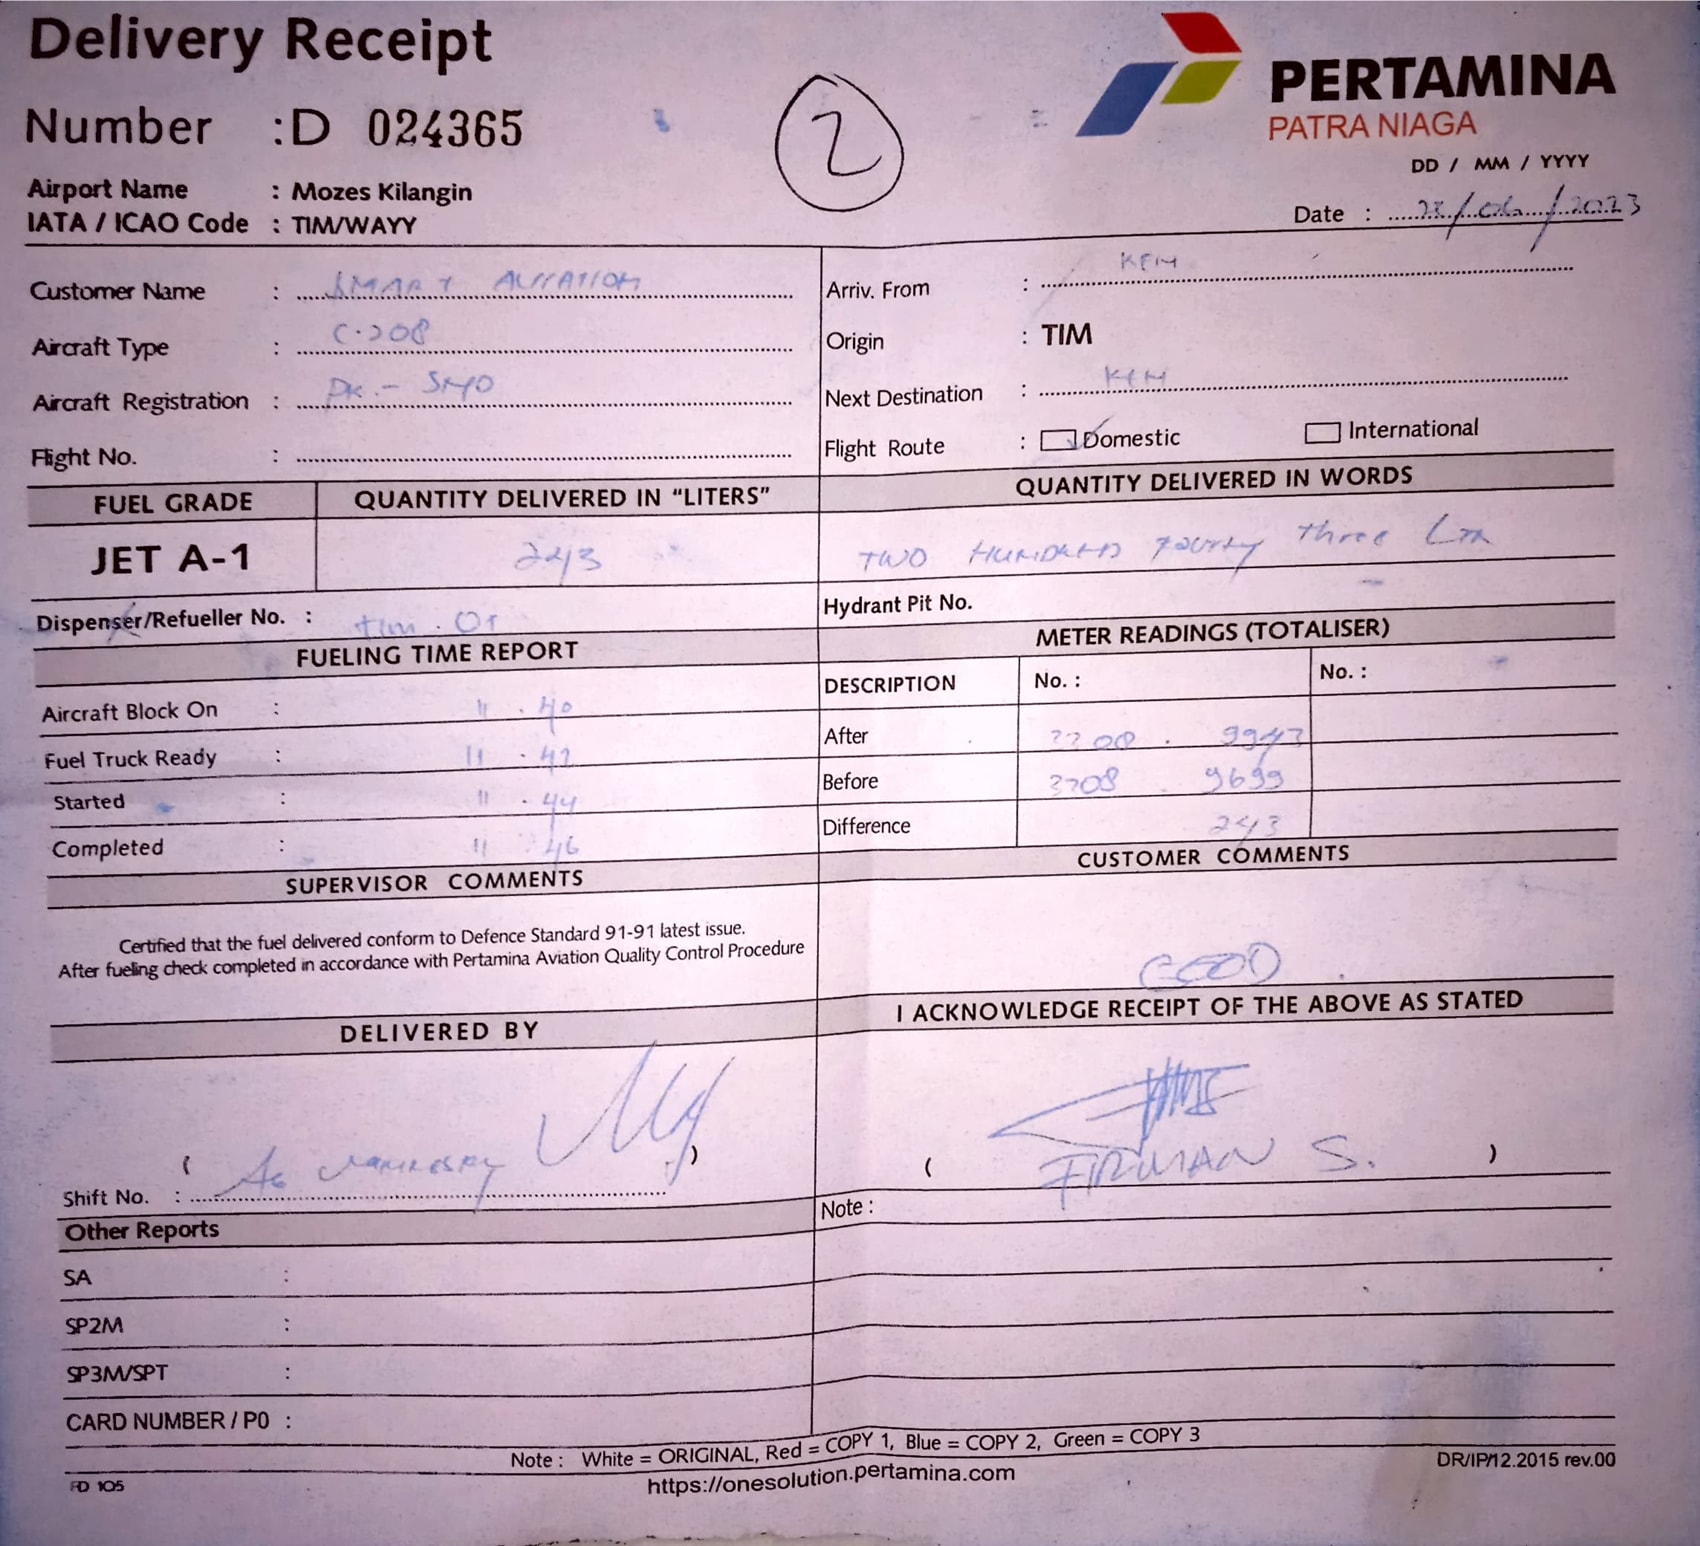 Delivery Receipt
Number :D 024365
2
PERTAMINA
PATRA NIAGA
DD / MM / YYYY
Airport Name : Mozes Kilangin
IATA / ICAO Code : TIM/WAYY
Date : /06/2023
Customer Name : SMART AVIATION
Arriv. From :
Aircraft Type : C.208
Origin : TIM
Aircraft Registration : PK - 
Next Destination :
Flight No. :
Flight Route : Domestic International
FUEL GRADE QUANTITY DELIVERED IN "LITERS" QUANTITY DELIVERED IN WORDS
JET A-1 243 TWO HUNDRED Fourty three
Dispenser/Refueller No. : tim .
Hydrant Pit No.
FUELING TIME REPORT
METER READINGS (TOTALISER)
DESCRIPTION No. : No. :
Aircraft Block On : 11 . 40
After
Fuel Truck Ready : 11 . 42
Before 9699
Started : 11 . 44
Difference 243
Completed : 11 . 46
SUPERVISOR COMMENTS
CUSTOMER COMMENTS
Certified that the fuel delivered conform to Defence Standard 91-91 latest issue.
After fueling check completed in accordance with Pertamina Aviation Quality Control Procedure
GOOD
DELIVERED BY
I ACKNOWLEDGE RECEIPT OF THE ABOVE AS STATED
( )
( FIRMAN S. )
Shift No. :
Note :
Other Reports
SA :
SP2M :
SP3M/SPT :
CARD NUMBER / P0 :
Note : White = ORIGINAL, Red = COPY 1, Blue = COPY 2, Green = COPY 3
FD 105
https://onesolution.pertamina.com
DR/IP/12.2015 rev.00